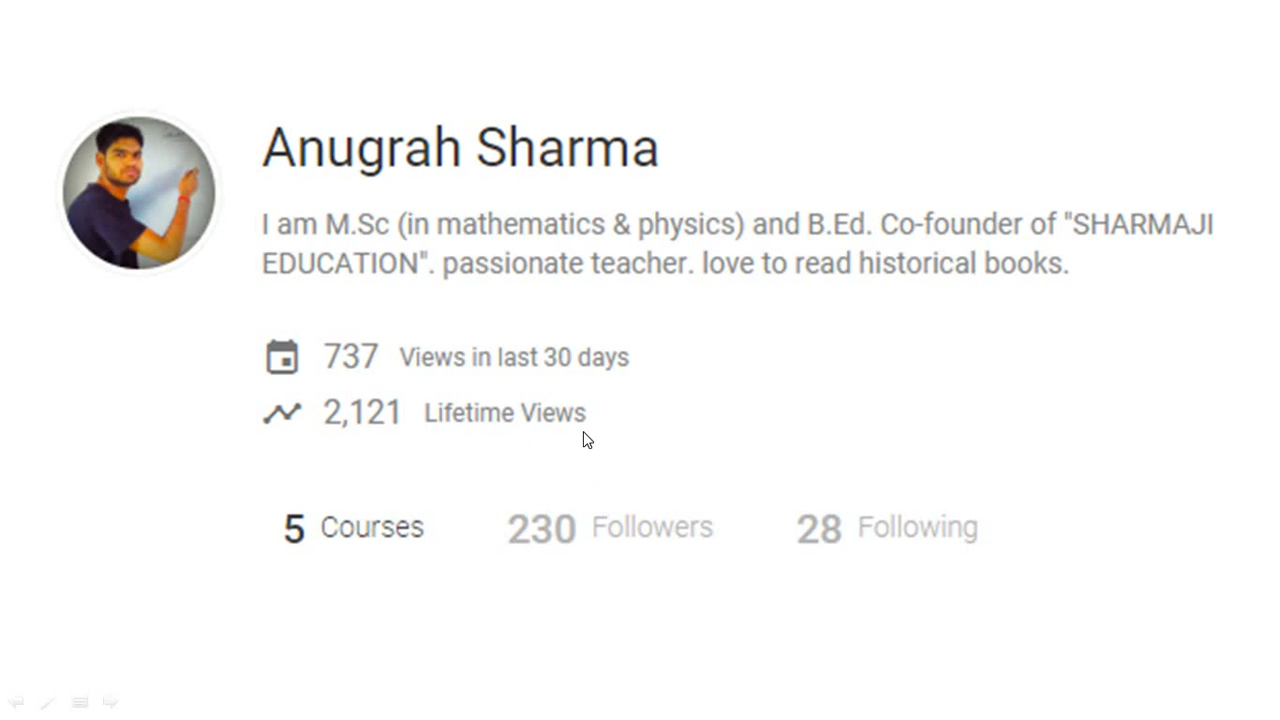 Anugrah Sharma
I am M.Sc (in mathematics & physics) and B.Ed. Co-founder of "SHARMAJI
EDUCATION". passionate teacher. love to read historical books.
737 Views in last 30 days
2,121 Lifetime Views
5 Courses 230 Followers 28 Following